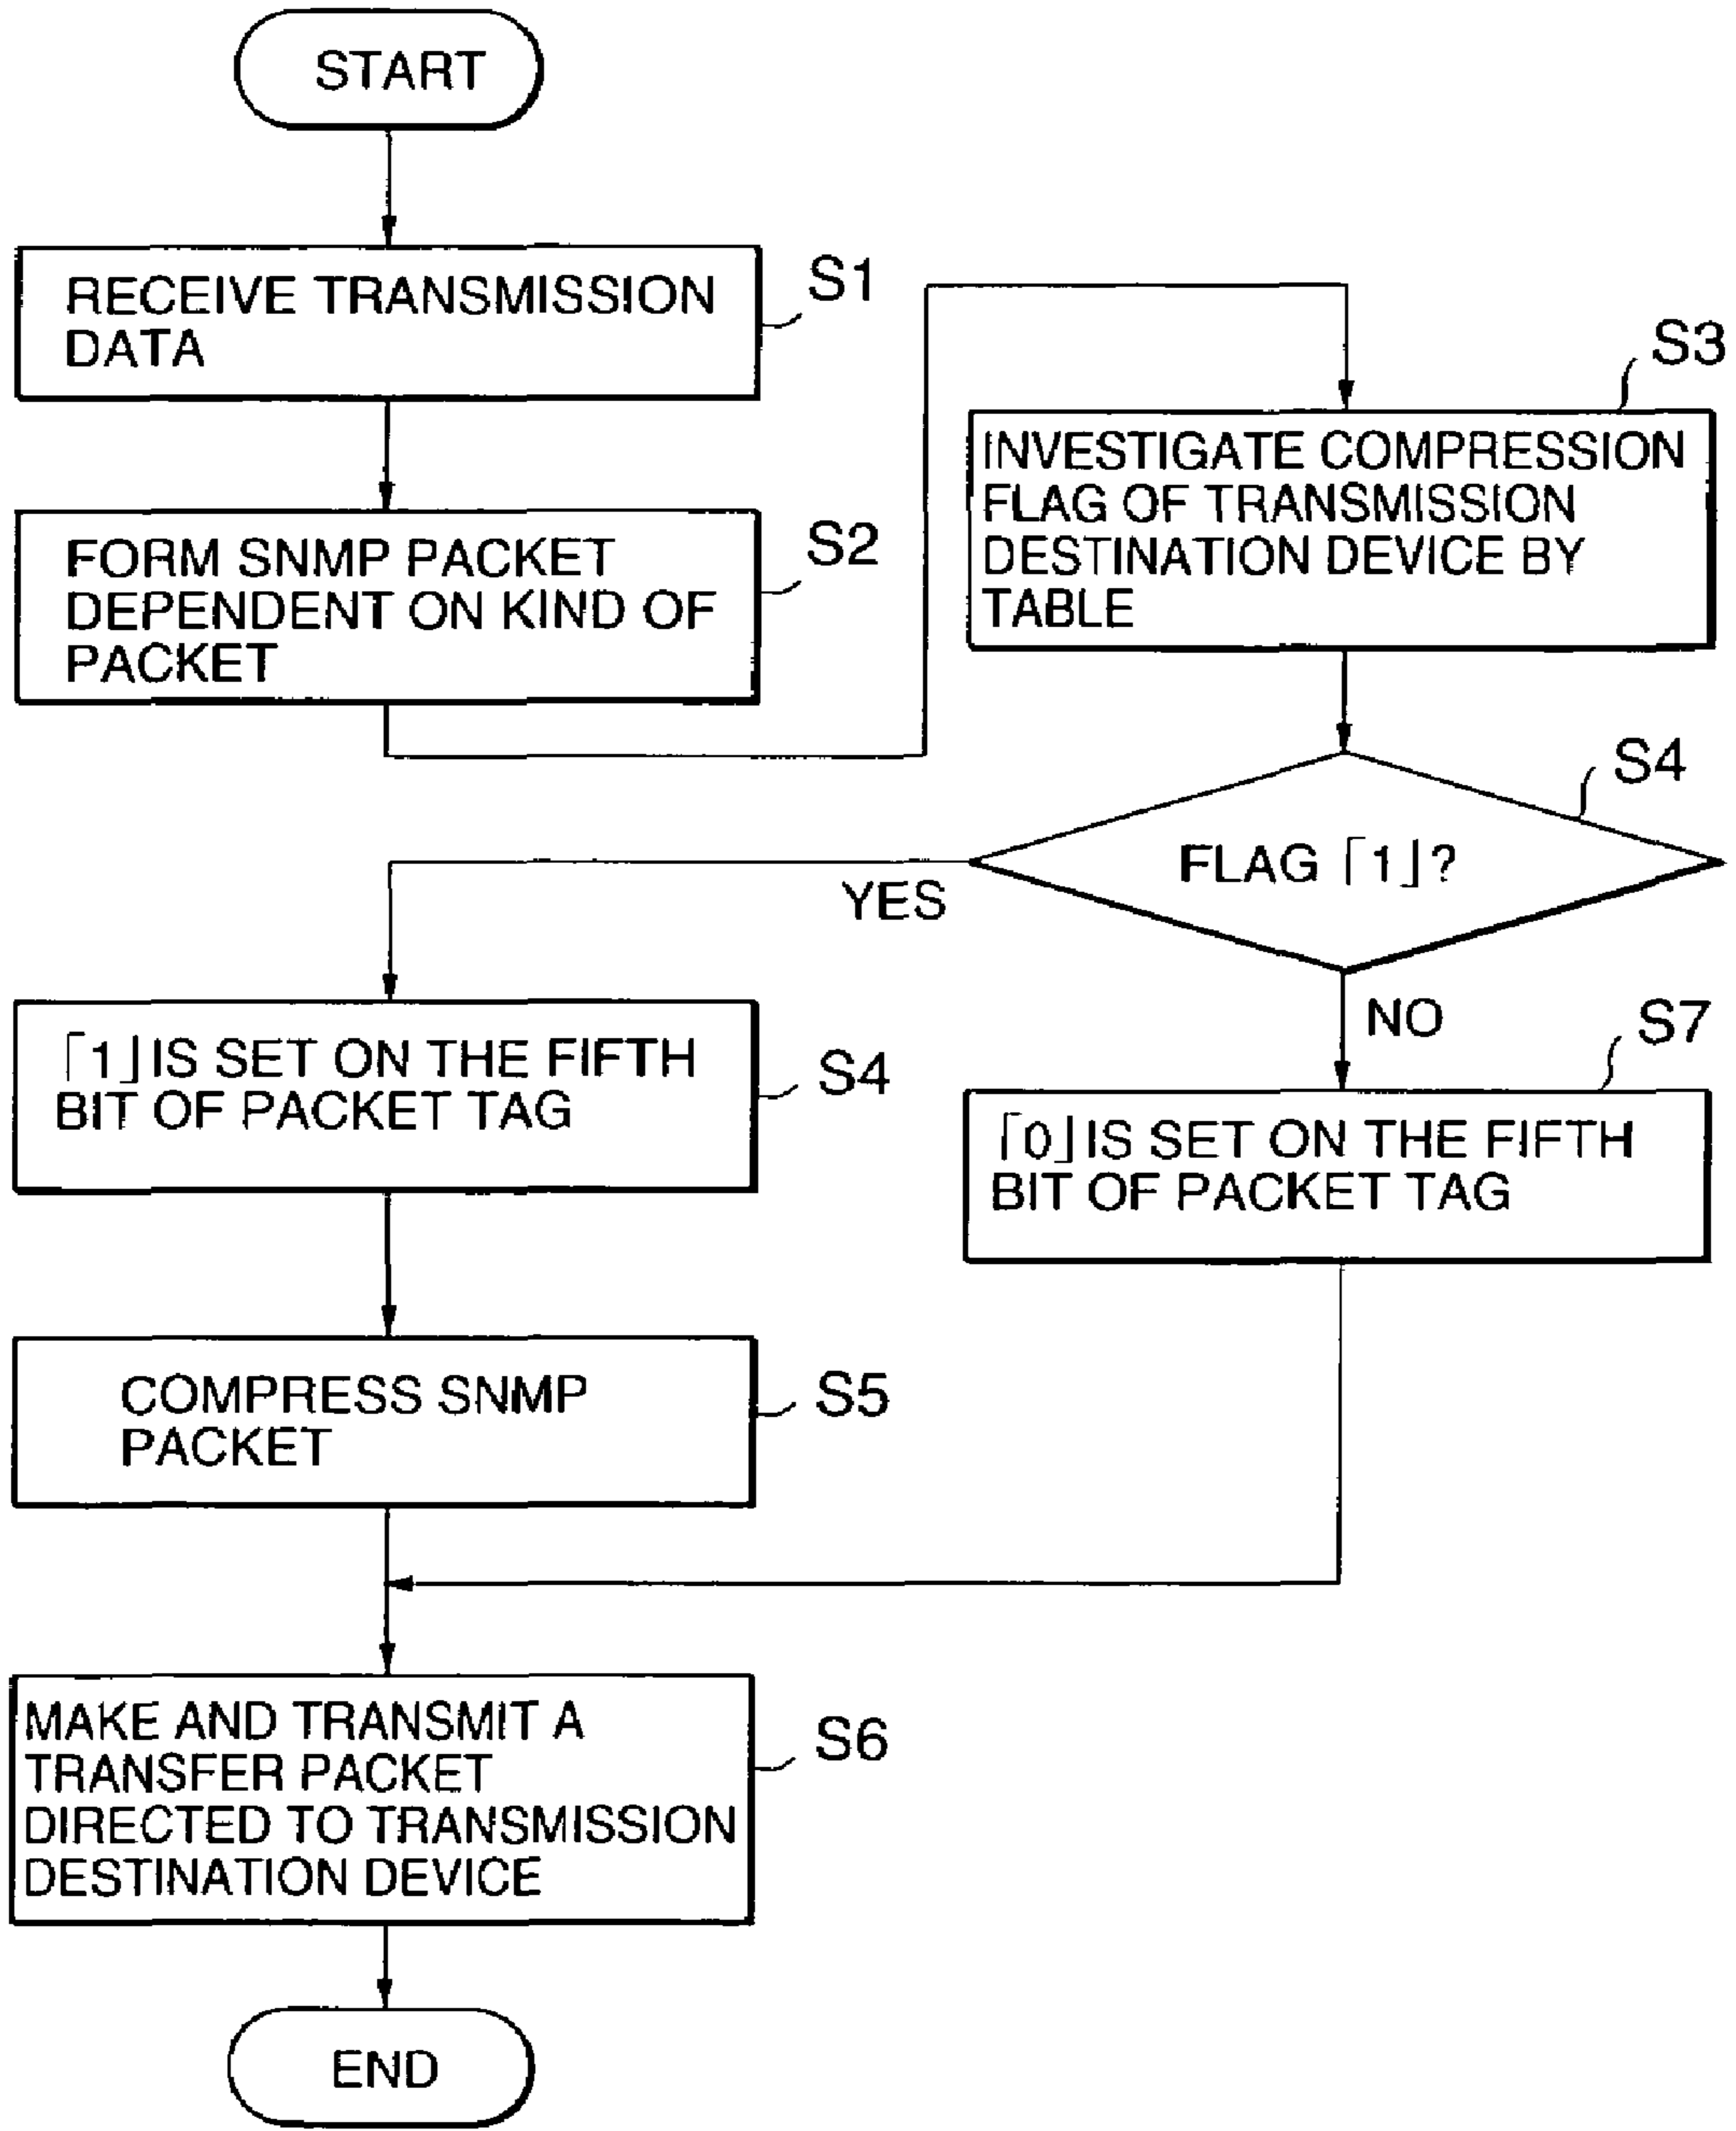 START
RECEIVE TRANSMISSION
DATA
S1
FORM SNMP PACKET
DEPENDENT ON KIND OF
PACKET
S2
S3
INVESTIGATE COMPRESSION
FLAG OF TRANSMISSION
DESTINATION DEVICE BY
TABLE
S4
FLAG「1」?
YES
NO
「1」IS SET ON THE FIFTH
BIT OF PACKET TAG
S4
S7
「0」IS SET ON THE FIFTH
BIT OF PACKET TAG
COMPRESS SNMP
PACKET
S5
MAKE AND TRANSMIT A
TRANSFER PACKET
DIRECTED TO TRANSMISSION
DESTINATION DEVICE
S6
END